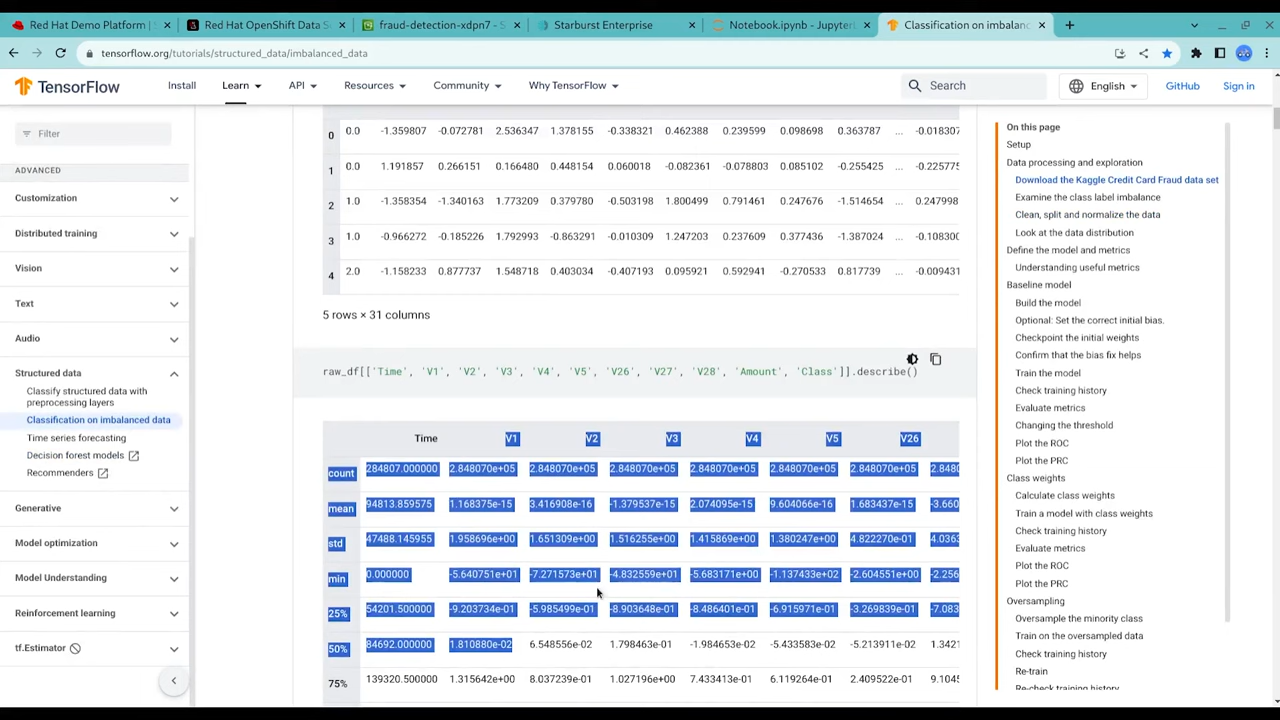 Red Hat Demo Platform |
Red Hat OpenShift Data S
fraud-detection-xdpn7 - S
Starburst Enterprise
Notebook.ipynb - Jupyter
Classification on imbalanc
tensorflow.org/tutorials/structured_data/imbalanced_data
TensorFlow
Install
Learn
API
Resources
Community
Why TensorFlow
Search
English
GitHub
Sign in
Filter
ADVANCED
Customization
Distributed training
Vision
Text
Audio
Structured data
Classify structured data with
preprocessing layers
Classification on imbalanced data
Time series forecasting
Decision forest models
Recommenders
Generative
Model optimization
Model Understanding
Reinforcement learning
tf.Estimator
0 0.0 -1.359807 -0.072781 2.536347 1.378155 -0.338321 0.462388 0.239599 0.098698 0.363787 ... -0.018307
1 0.0 1.191857 0.266151 0.166480 0.448154 0.060018 -0.082361 -0.078803 0.085102 -0.255425 ... -0.225775
2 1.0 -1.358354 -1.340163 1.773209 0.379780 -0.503198 1.800499 0.791461 0.247676 -1.514654 ... 0.247998
3 1.0 -0.966272 -0.185226 1.792993 -0.863291 -0.010309 1.247203 0.237609 0.377436 -1.387024 ... -0.108300
4 2.0 -1.158233 0.877737 1.548718 0.403034 -0.407193 0.095921 0.592941 -0.270533 0.817739 ... -0.009431
5 rows × 31 columns
raw_df[['Time', 'V1', 'V2', 'V3', 'V4', 'V5', 'V26', 'V27', 'V28', 'Amount', 'Class']].describe()
Time V1 V2 V3 V4 V5 V26
count 284807.000000 2.848070e+05 2.848070e+05 2.848070e+05 2.848070e+05 2.848070e+05 2.848070e+05 2.8480
mean 94813.859575 1.168375e-15 3.416908e-16 -1.379537e-15 2.074095e-15 9.604066e-16 1.683437e-15 -3.660
std 47488.145955 1.958696e+00 1.651309e+00 1.516255e+00 1.415869e+00 1.380247e+00 4.822270e-01 4.0363
min 0.000000 -5.640751e+01 -7.271573e+01 -4.832559e+01 -5.683171e+00 -1.137433e+02 -2.604551e+00 -2.256
25% 54201.500000 -9.203734e-01 -5.985499e-01 -8.903648e-01 -8.486401e-01 -6.915971e-01 -3.269839e-01 -7.083
50% 84692.000000 1.810880e-02 6.548556e-02 1.798463e-01 -1.984653e-02 -5.433583e-02 -5.213911e-02 1.3421
75% 139320.500000 1.315642e+00 8.037239e-01 1.027196e+00 7.433413e-01 6.119264e-01 2.409522e-01 9.1045
On this page
Setup
Data processing and exploration
Download the Kaggle Credit Card Fraud data set
Examine the class label imbalance
Clean, split and normalize the data
Look at the data distribution
Define the model and metrics
Understanding useful metrics
Baseline model
Build the model
Optional: Set the correct initial bias.
Checkpoint the initial weights
Confirm that the bias fix helps
Train the model
Check training history
Evaluate metrics
Changing the threshold
Plot the ROC
Plot the PRC
Class weights
Calculate class weights
Train a model with class weights
Check training history
Evaluate metrics
Plot the ROC
Plot the PRC
Oversampling
Oversample the minority class
Train on the oversampled data
Check training history
Re-train
Re-check training history